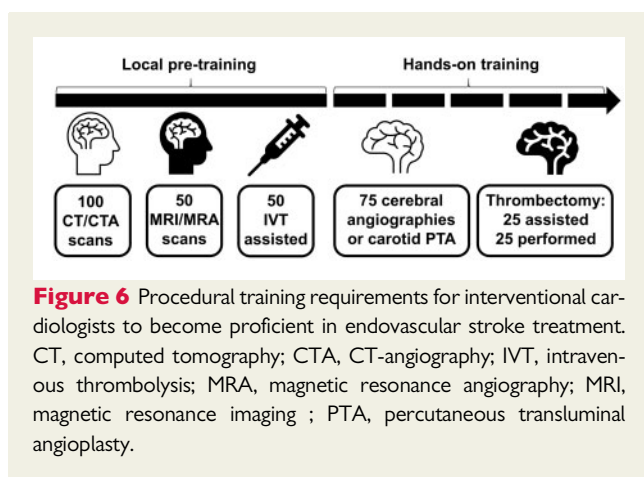 Local pre-training
Hands-on training
100
CT/CTA
scans
50
MRI/MRA
scans
50
IVT
assisted
75 cerebral
angiographies
or carotid PTA
Thrombectomy:
25 assisted
25 performed
Figure 6 Procedural training requirements for interventional car-
diologists to become proficient in endovascular stroke treatment.
CT, computed tomography; CTA, CT-angiography; IVT, intraven-
ous thrombolysis; MRA, magnetic resonance angiography; MRI,
magnetic resonance imaging ; PTA, percutaneous transluminal
angioplasty.